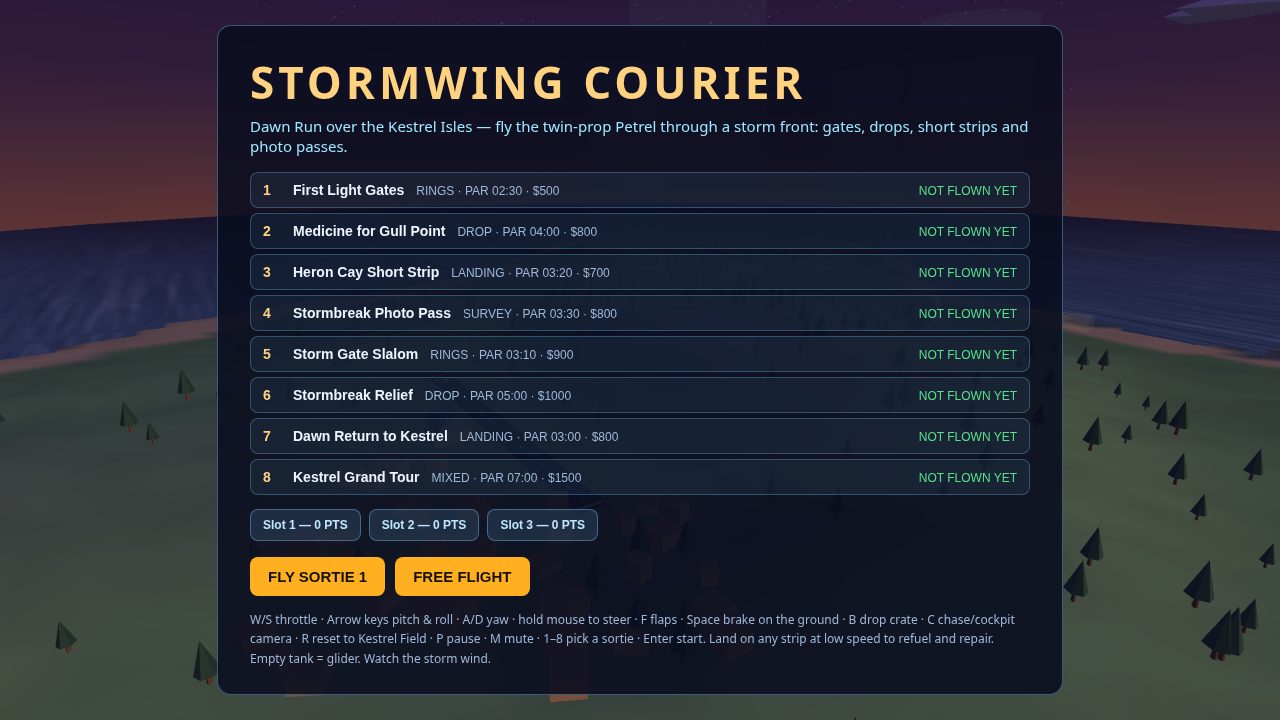 STORMWING COURIER
Dawn Run over the Kestrel Isles — fly the twin-prop Petrel through a storm front: gates, drops, short strips and
photo passes.
1 First Light Gates RINGS · PAR 02:30 · $500 NOT FLOWN YET
2 Medicine for Gull Point DROP · PAR 04:00 · $800 NOT FLOWN YET
3 Heron Cay Short Strip LANDING · PAR 03:20 · $700 NOT FLOWN YET
4 Stormbreak Photo Pass SURVEY · PAR 03:30 · $800 NOT FLOWN YET
5 Storm Gate Slalom RINGS · PAR 03:10 · $900 NOT FLOWN YET
6 Stormbreak Relief DROP · PAR 05:00 · $1000 NOT FLOWN YET
7 Dawn Return to Kestrel LANDING · PAR 03:00 · $800 NOT FLOWN YET
8 Kestrel Grand Tour MIXED · PAR 07:00 · $1500 NOT FLOWN YET
Slot 1 — 0 PTS Slot 2 — 0 PTS Slot 3 — 0 PTS
FLY SORTIE 1 FREE FLIGHT
W/S throttle · Arrow keys pitch & roll · A/D yaw · hold mouse to steer · F flaps · Space brake on the ground · B drop crate · C chase/cockpit
camera · R reset to Kestrel Field · P pause · M mute · 1–8 pick a sortie · Enter start. Land on any strip at low speed to refuel and repair.
Empty tank = glider. Watch the storm wind.